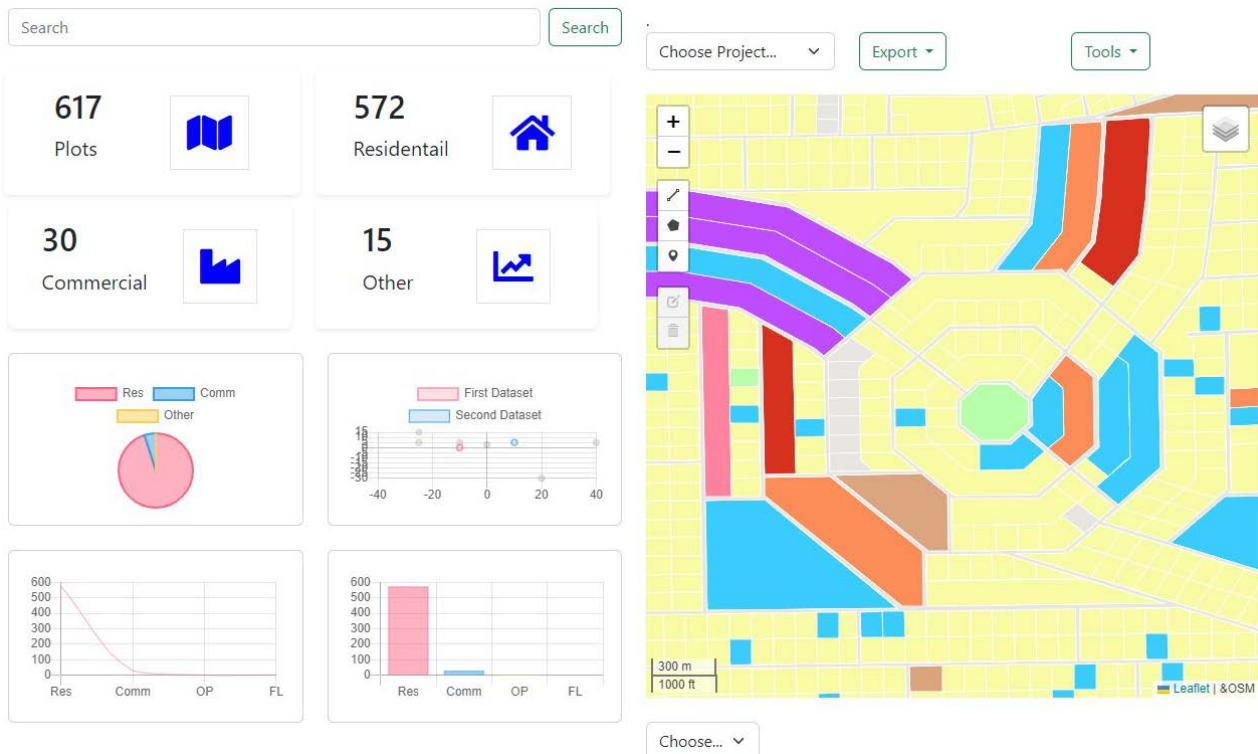 Search Search
617
Plots
572
Residentail
30
Commercial
15
Other
Res Comm
Other
First Dataset
Second Dataset
15
-40 -20 0 20 40
600
500
400
300
200
100
0
Res Comm OP FL
600
500
400
300
200
100
0
Res Comm OP FL
.
Choose Project... Export Tools
+
−
300 m
1000 ft
Leaflet | &OSM
Choose...